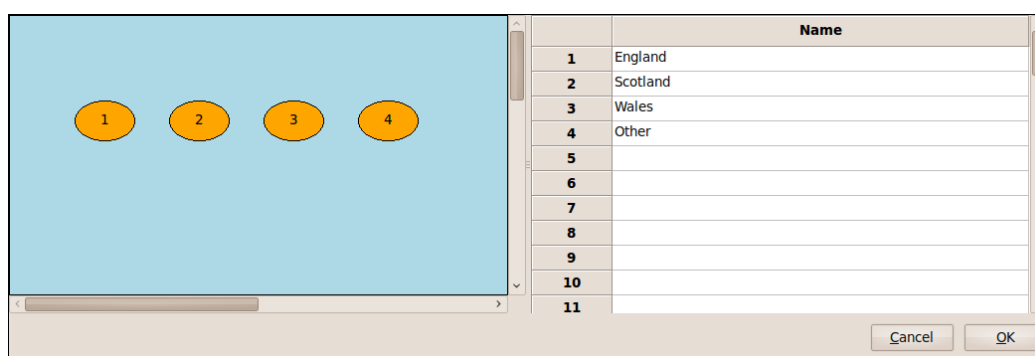 1 2 3 4
Name
1 England
2 Scotland
3 Wales
4 Other
5
6
7
8
9
10
11
Cancel OK